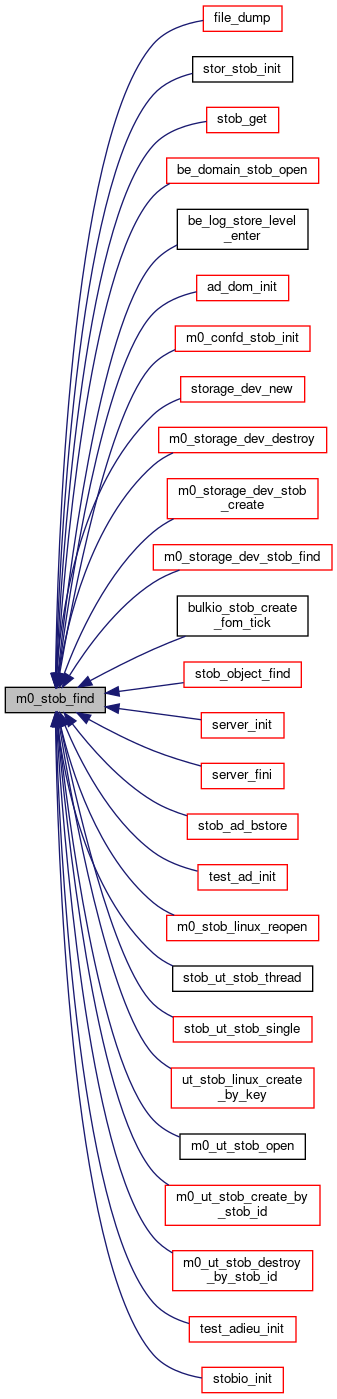 file_dump
stor_stob_init
stob_get
be_domain_stob_open
be_log_store_level
_enter
ad_dom_init
m0_confd_stob_init
storage_dev_new
m0_storage_dev_destroy
m0_storage_dev_stob
_create
m0_storage_dev_stob_find
bulkio_stob_create
_fom_tick
stob_object_find
m0_stob_find
server_init
server_fini
stob_ad_bstore
test_ad_init
m0_stob_linux_reopen
stob_ut_stob_thread
stob_ut_stob_single
ut_stob_linux_create
_by_key
m0_ut_stob_open
m0_ut_stob_create_by
_stob_id
m0_ut_stob_destroy
_by_stob_id
test_adieu_init
stobio_init